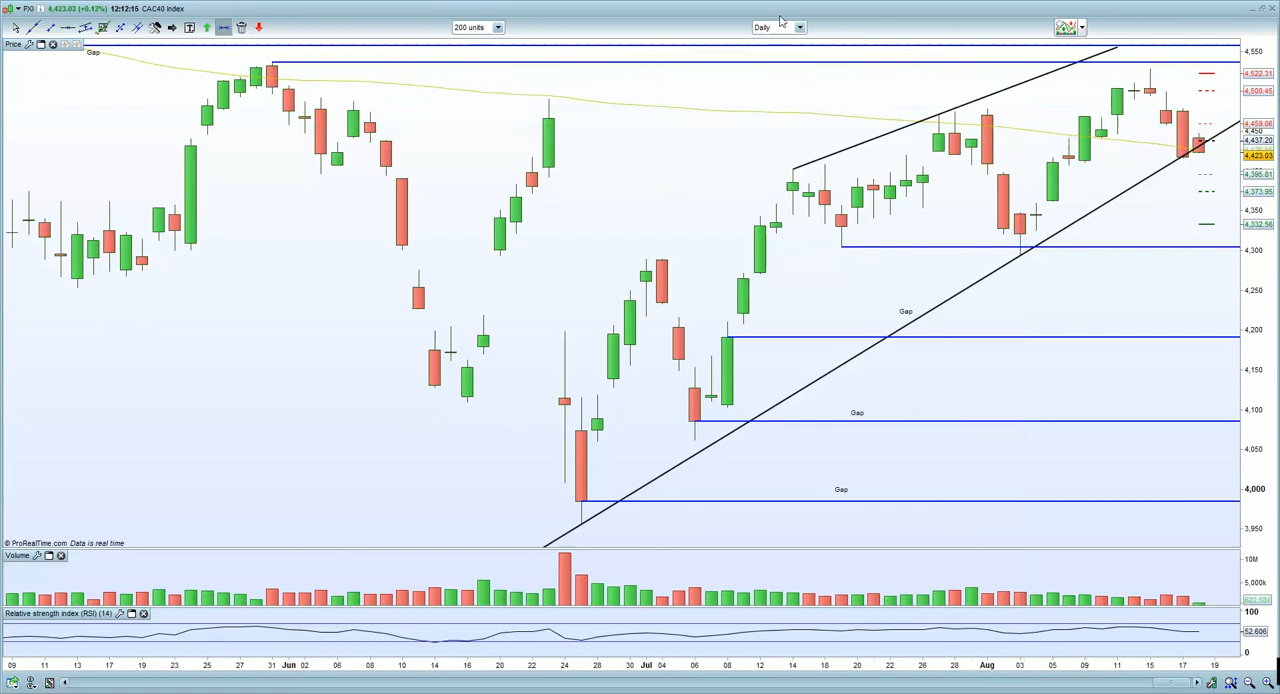 PXI 4,423.03 (+0.12%) 12:12:15 CAC40 Index
200 units Daily
Price
Gap
4,550
4,522.31
4,500.45
4,459.06
4,450
4,437.20
4,423.03
4,395.81
4,373.95
4,350
4,332.56
4,300
4,250
Gap
4,200
4,150
4,100
Gap
4,050
Gap
4,000
3,950
© ProRealTime.com Data is real time
Volume
10M
5,000k
Relative strength index (RSI) (14)
100
52.606
0
09 11 13 15 17 19 23 25 27 31 Jun 02 06 08 10 14 16 20 22 24 28 30 Jul 04 06 08 12 14 18 20 22 26 28 Aug 03 05 09 11 15 17 19